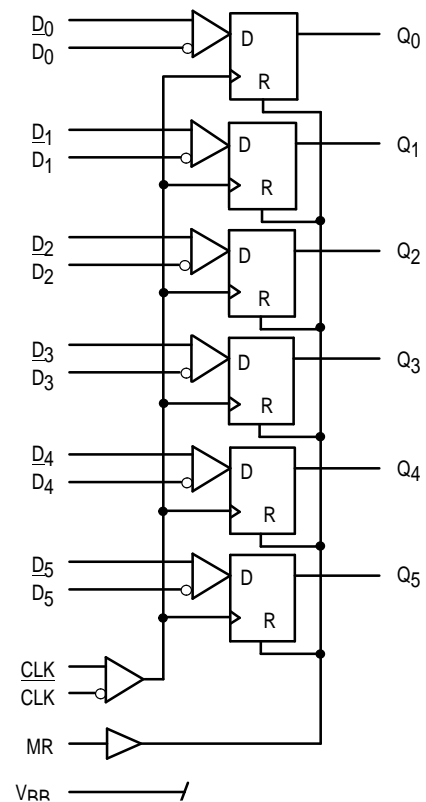 D0
D0 D Q0
R
D1
D1 D Q1
R
D2
D2 D Q2
R
D3
D3 D Q3
R
D4
D4 D Q4
R
D5
D5 D Q5
R
CLK
CLK
MR
VBB